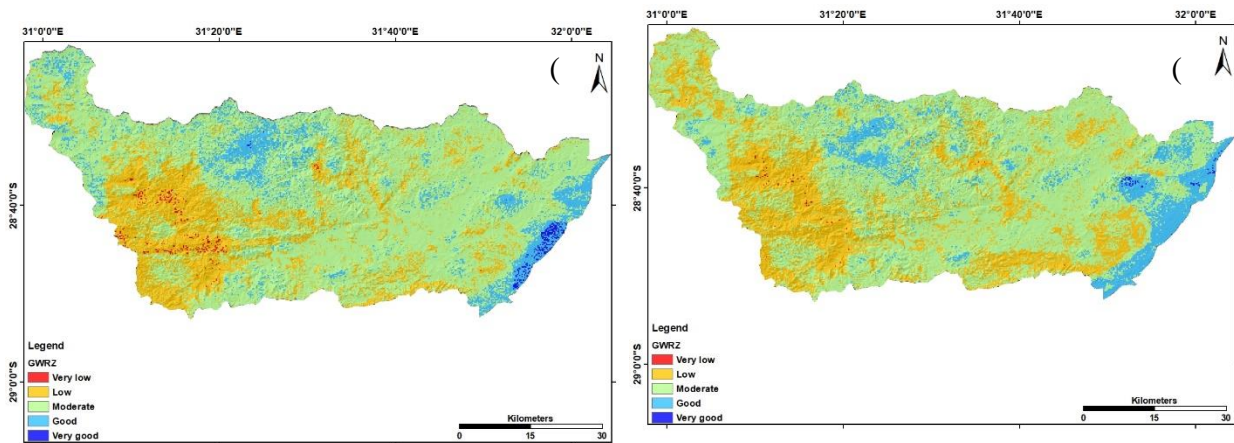 31°0'0"E 31°20'0"E 31°40'0"E 32°0'0"E
(
N
28°40'0"S
29°0'0"S
Legend
GWRZ
Very low
Low
Moderate
Good
Very good
Kilometers
0 15 30
31°0'0"E 31°20'0"E 31°40'0"E 32°0'0"E
(
N
28°40'0"S
29°0'0"S
Legend
GWRZ
Very low
Low
Moderate
Good
Very good
Kilometers
0 15 30